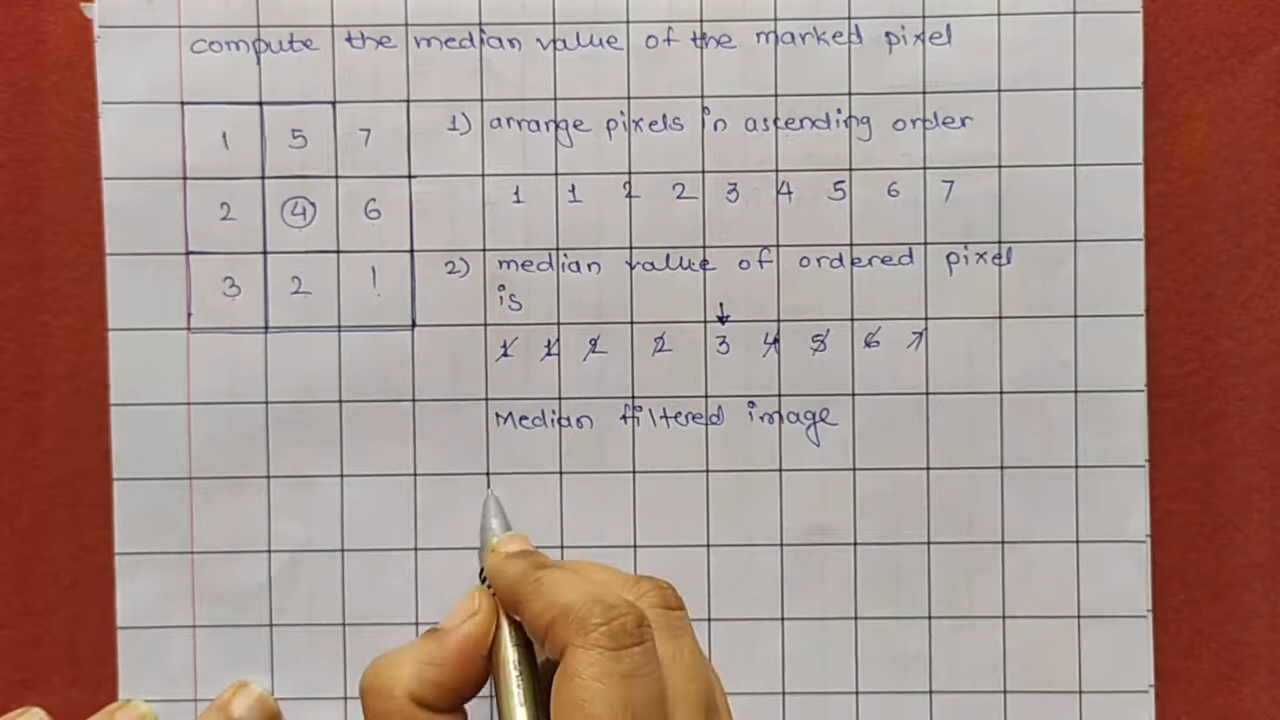 compute the median value of the marked pixel
1 5 7
2 4 6
3 2 1
1) arrange pixels in ascending order
1 1 2 2 3 4 5 6 7
2) median value of ordered pixel
is
↓
1 1 2 2 3 4 5 6 7
Median filtered image